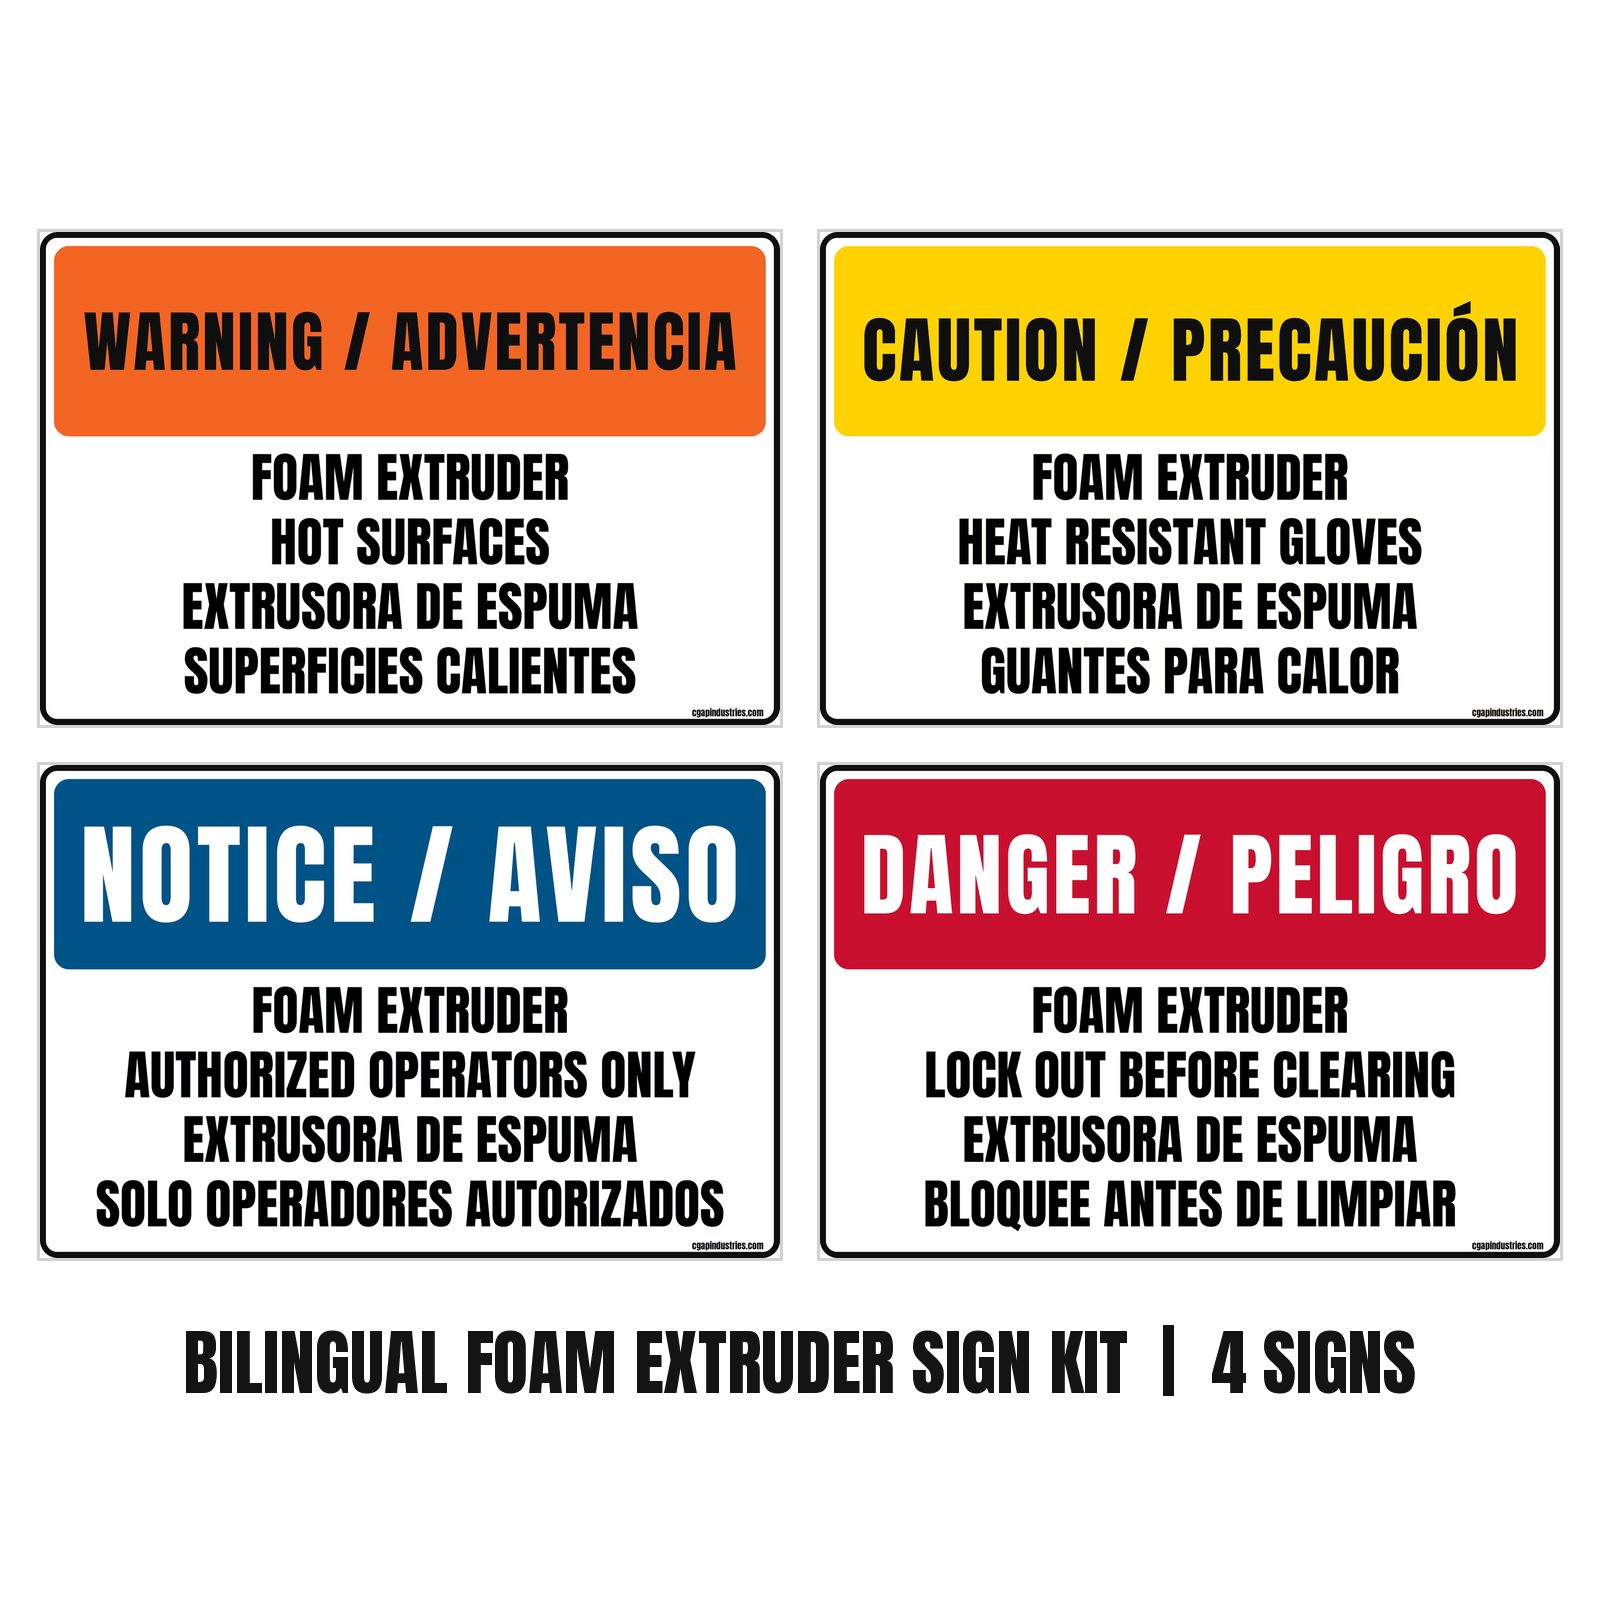 WARNING / ADVERTENCIA
FOAM EXTRUDER
HOT SURFACES
EXTRUSORA DE ESPUMA
SUPERFICIES CALIENTES
cgapindustries.com
CAUTION / PRECAUCIÓN
FOAM EXTRUDER
HEAT RESISTANT GLOVES
EXTRUSORA DE ESPUMA
GUANTES PARA CALOR
cgapindustries.com
NOTICE / AVISO
FOAM EXTRUDER
AUTHORIZED OPERATORS ONLY
EXTRUSORA DE ESPUMA
SOLO OPERADORES AUTORIZADOS
cgapindustries.com
DANGER / PELIGRO
FOAM EXTRUDER
LOCK OUT BEFORE CLEARING
EXTRUSORA DE ESPUMA
BLOQUEE ANTES DE LIMPIAR
cgapindustries.com
BILINGUAL FOAM EXTRUDER SIGN KIT | 4 SIGNS